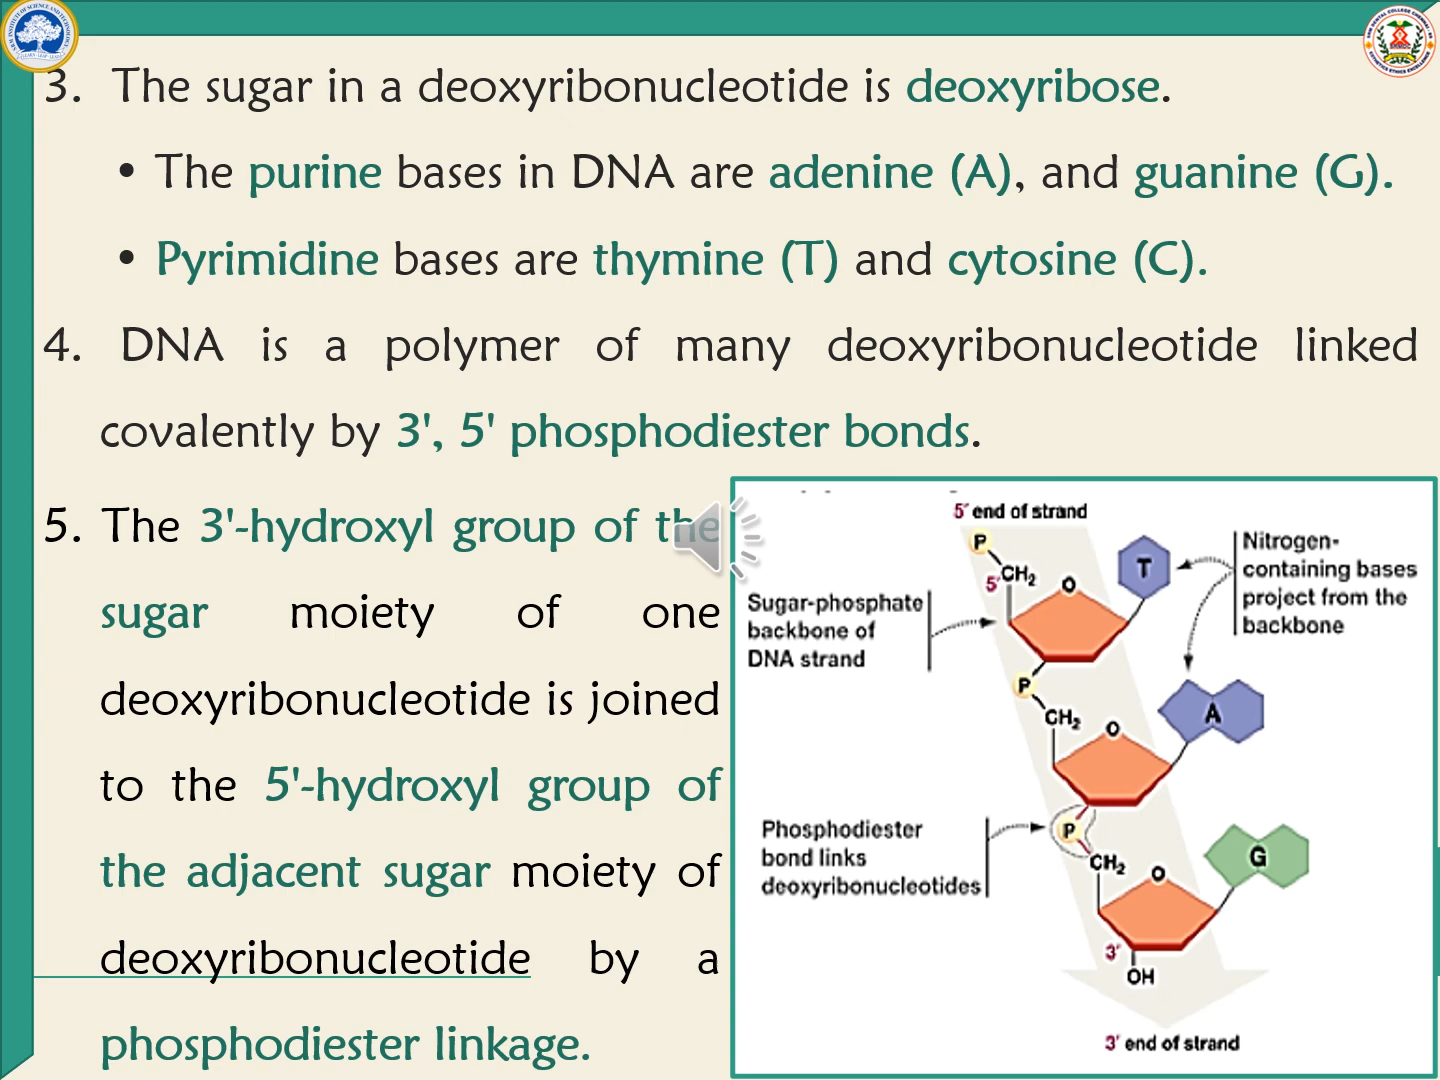 3. The sugar in a deoxyribonucleotide is deoxyribose.
• The purine bases in DNA are adenine (A), and guanine (G).
• Pyrimidine bases are thymine (T) and cytosine (C).
4. DNA is a polymer of many deoxyribonucleotide linked
covalently by 3', 5' phosphodiester bonds.
5. The 3'-hydroxyl group of the
sugar moiety of one
deoxyribonucleotide is joined
to the 5'-hydroxyl group of
the adjacent sugar moiety of
deoxyribonucleotide by a
phosphodiester linkage.
5' end of strand
P
5' CH2
O
T
Nitrogen-
containing bases
project from the
backbone
Sugar-phosphate
backbone of
DNA strand
P
CH2
O
A
Phosphodiester
bond links
deoxyribonucleotides
P
CH2
O
G
3'
OH
3' end of strand